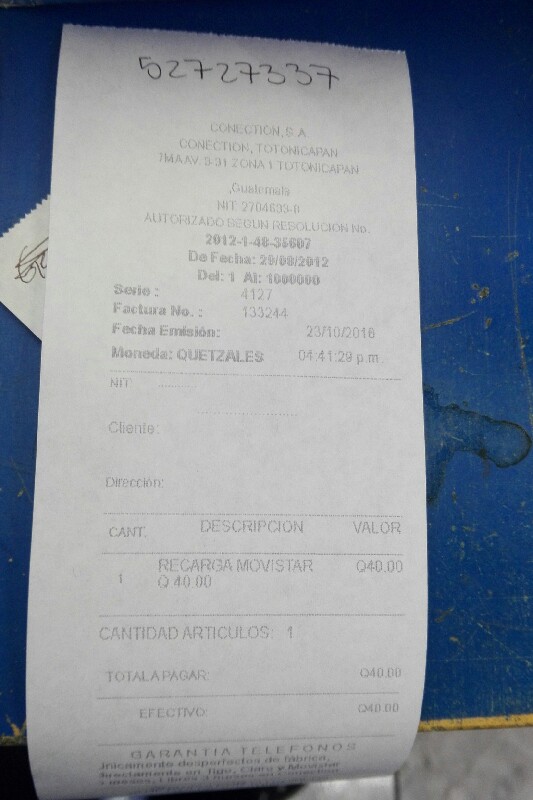 52727337
CONECTION, S.A
CONECTION, TOTONICAPAN
7MA AV. 3-31 ZONA 1 TOTONICAPAN
,Guatemala
NIT: 2704633-8
AUTORIZADO SEGUN RESOLUCION No.
2012-1-48-35607
De Fecha: 29/08/2012
Del: 1 Al: 1000000
Serie : 4127
Factura No. : 133244
Fecha Emisión: 23/10/2016
Moneda: QUETZALES 04:41:29 p.m.
NIT: ..........
Cliente:
Dirección:
CANT. DESCRIPCION VALOR
1 RECARGA MOVISTAR Q40.00
Q 40.00
CANTIDAD ARTICULOS: 1
TOTAL A PAGAR: Q40.00
EFECTIVO: Q40.00
GARANTIA TELEFONOS
Unicamente desperfectos de fábrica,
directamente en Tigo, Claro y Movistar